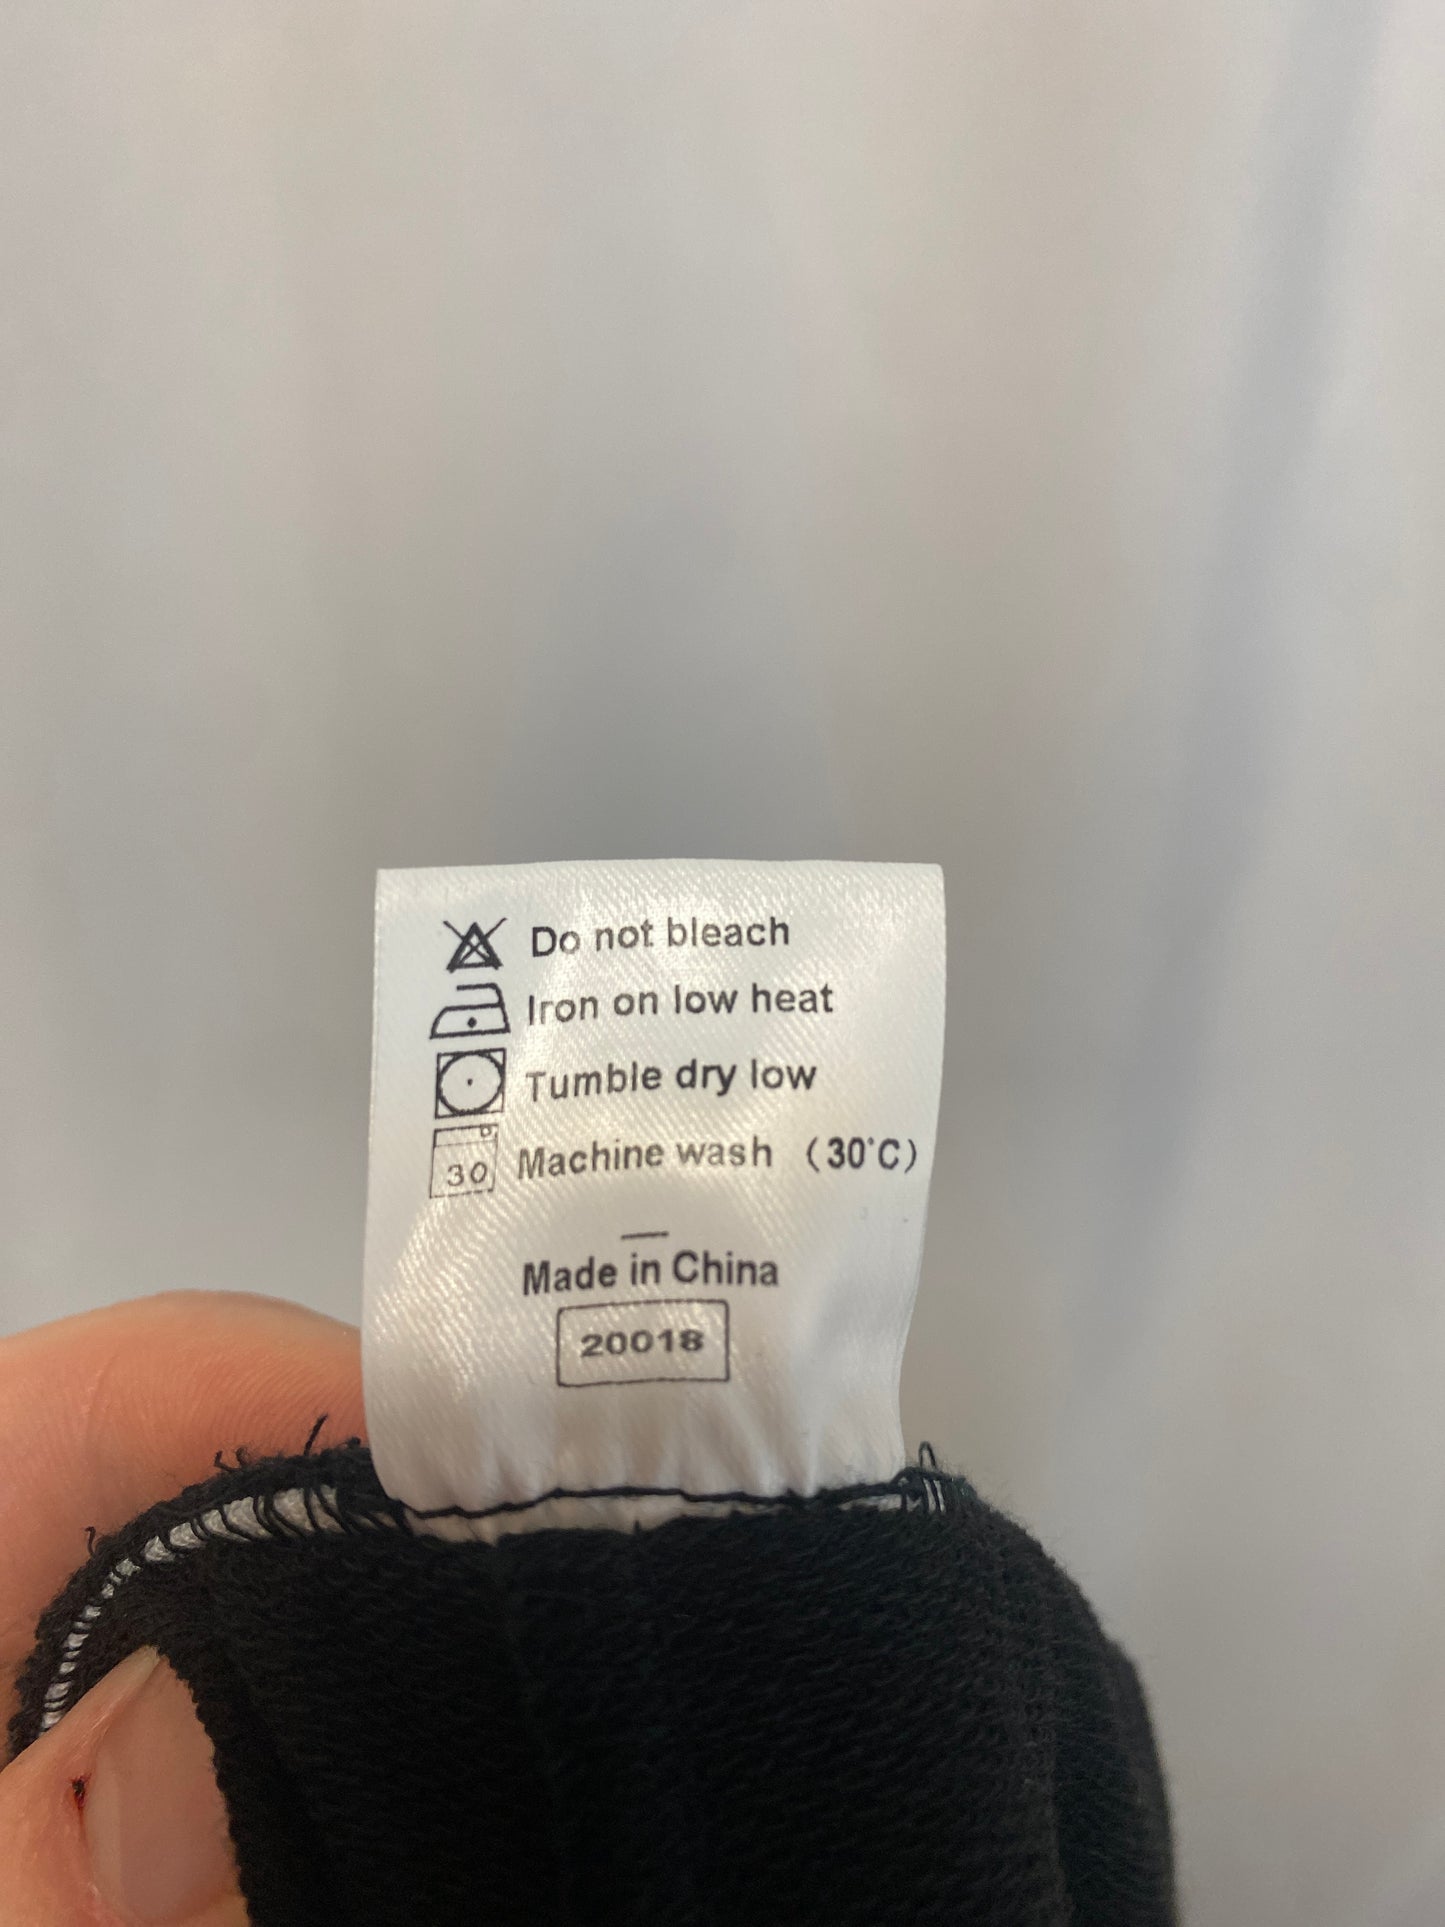 Do not bleach
Iron on low heat
Tumble dry low
30 Machine wash (30°C)
Made in China
20018